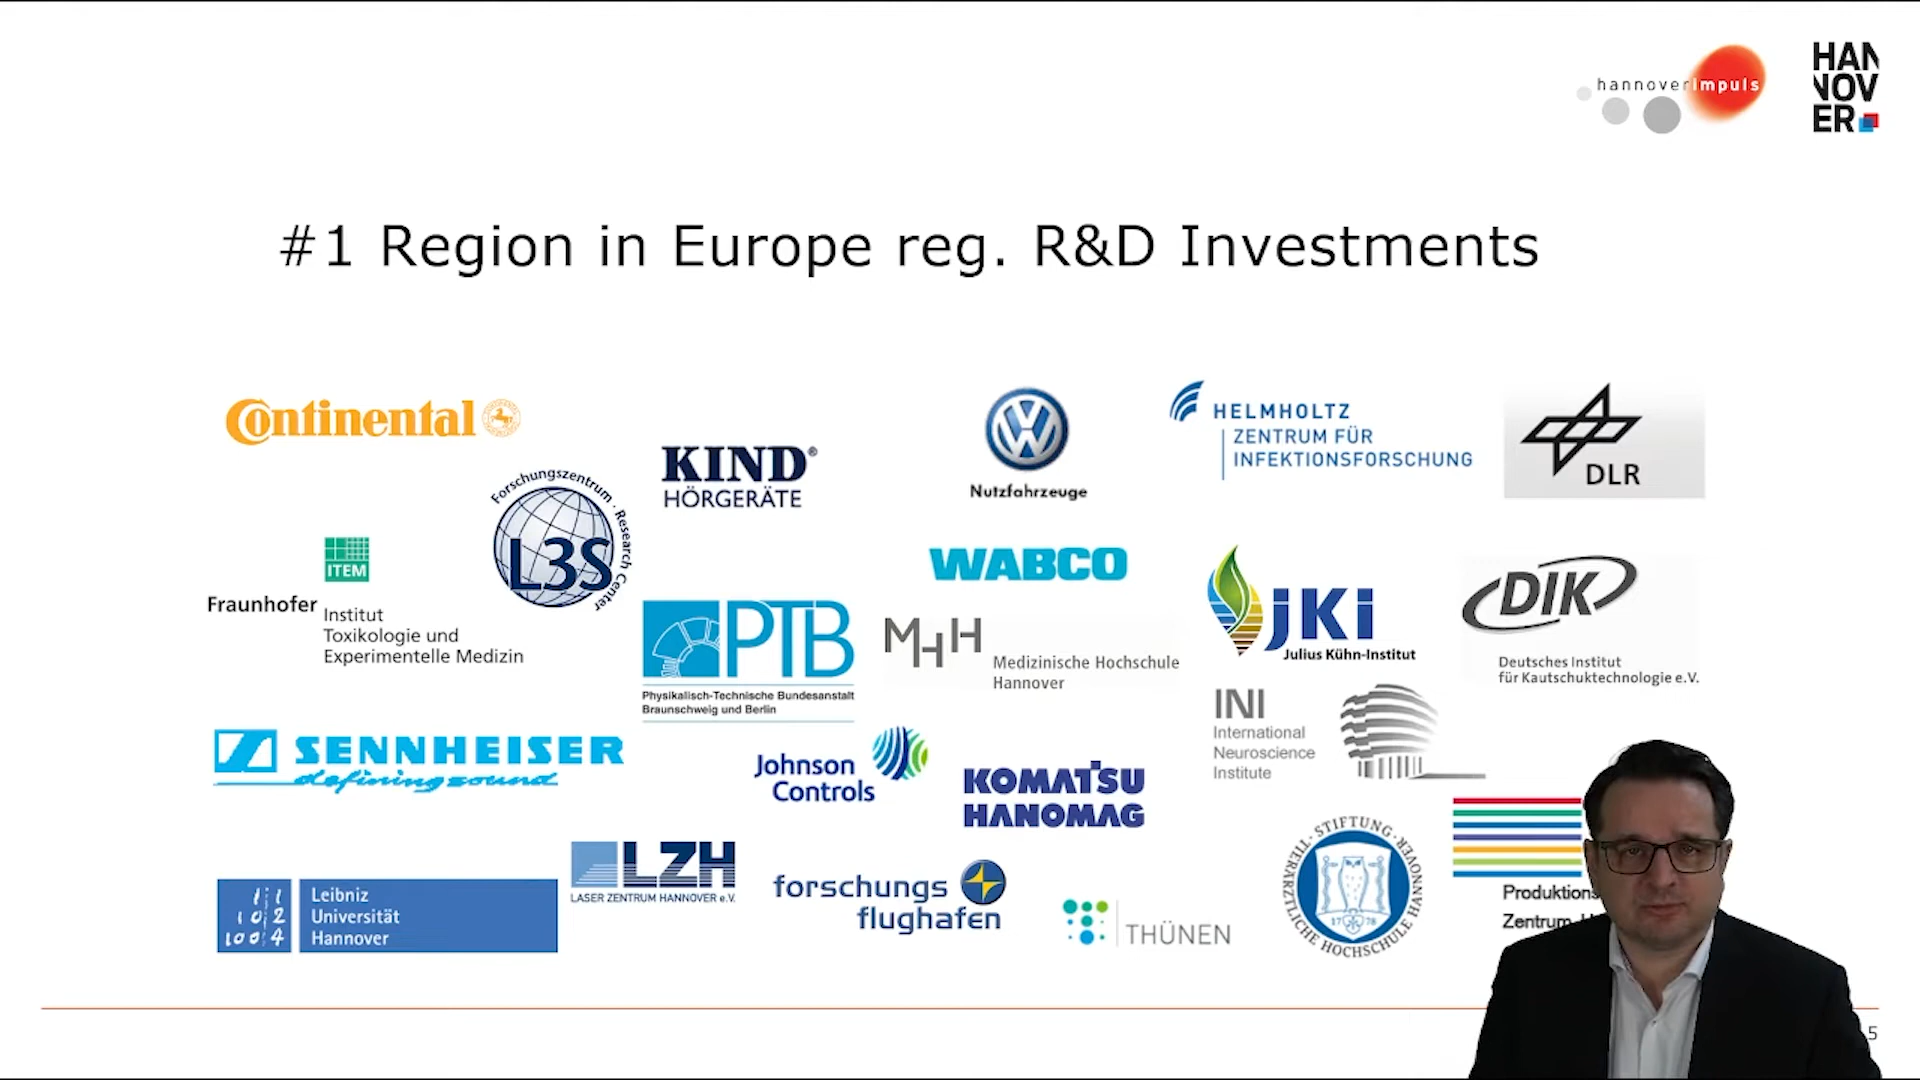 hannoverimpuls
HAN
NOV
ER
#1 Region in Europe reg. R&D Investments
Continental
KIND®
HÖRGERÄTE
Nutzfahrzeuge
HELMHOLTZ
ZENTRUM FÜR
INFEKTIONSFORSCHUNG
DLR
Forschungszentrum · Research Center
L3S
ITEM
Fraunhofer
Institut
Toxikologie und
Experimentelle Medizin
WABCO
PTB
Physikalisch-Technische Bundesanstalt
Braunschweig und Berlin
MHH
Medizinische Hochschule
Hannover
JKi
Julius Kühn-Institut
DIK
Deutsches Institut
für Kautschuktechnologie e.V.
INI
International
Neuroscience
Institute
SENNHEISER
definingsound
Johnson
Controls
KOMATSU
HANOMAG
Leibniz
Universität
Hannover
LZH
LASER ZENTRUM HANNOVER e.V.
forschungs
flughafen
THÜNEN
STIFTUNG · TIERÄRZTLICHE HOCHSCHULE HANNOVER ·
1778
Produktions
Zentrum
5